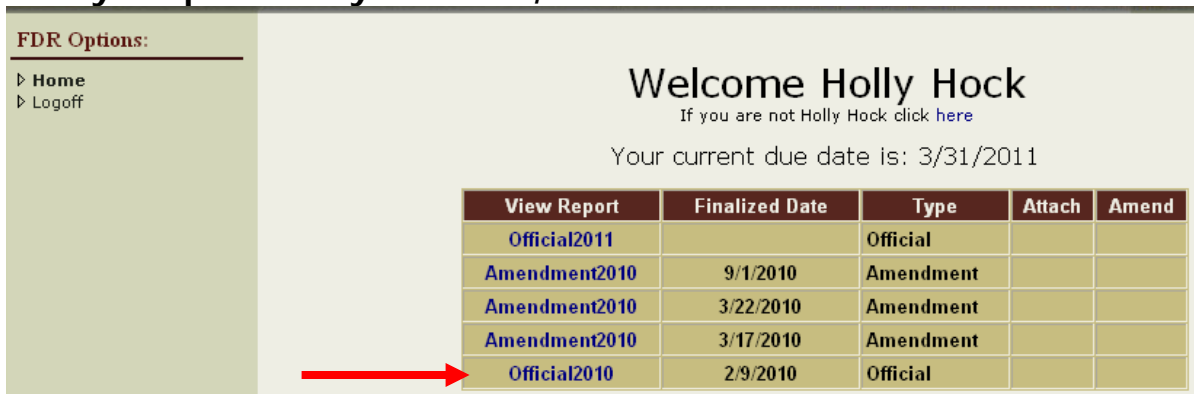 FDR Options:
Home
Logoff
Welcome Holly Hock
If you are not Holly Hock click here
Your current due date is: 3/31/2011
View Report Finalized Date Type Attach Amend
Official2011 Official
Amendment2010 9/1/2010 Amendment
Amendment2010 3/22/2010 Amendment
Amendment2010 3/17/2010 Amendment
Official2010 2/9/2010 Official